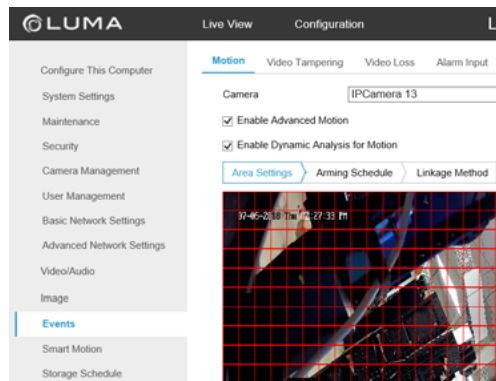 LUMA
Live View Configuration L
Motion Video Tampering Video Loss Alarm Input
Configure This Computer
System Settings
Maintenance
Security
Camera Management
User Management
Basic Network Settings
Advanced Network Settings
Video/Audio
Image
Events
Smart Motion
Storage Schedule
Camera IPCamera 13
Enable Advanced Motion
Enable Dynamic Analysis for Motion
Area Settings Arming Schedule Linkage Method